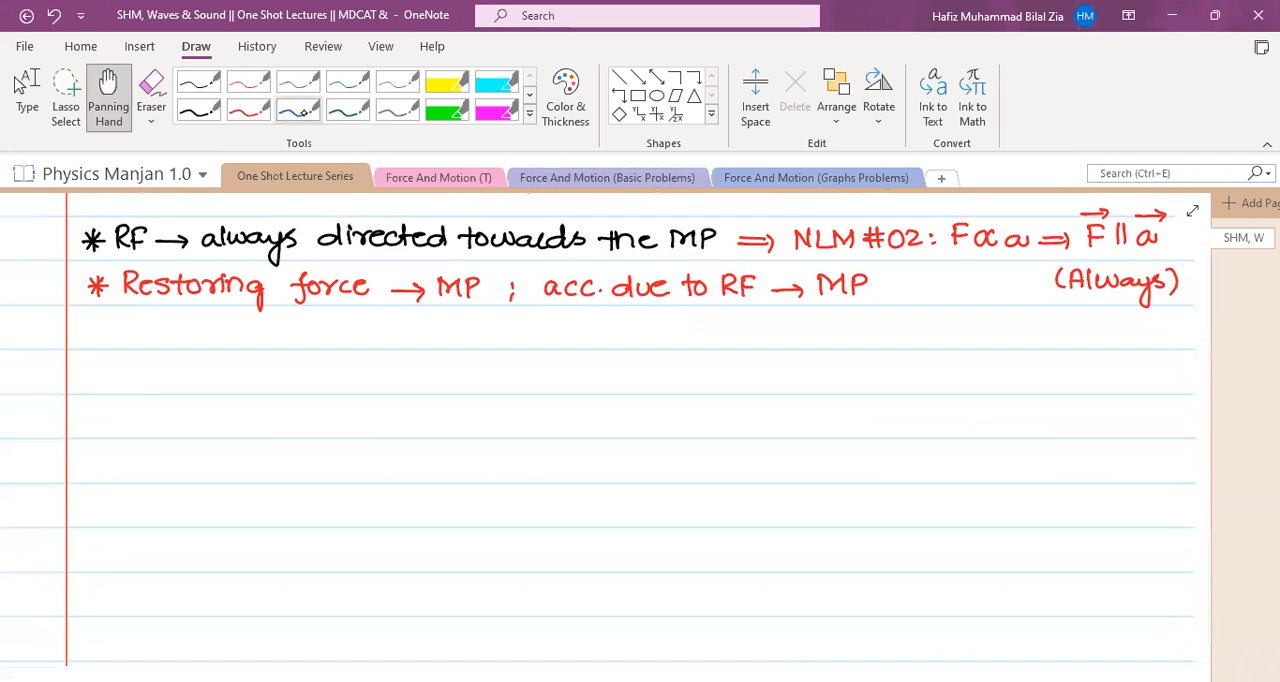 SHM, Waves & Sound || One Shot Lectures || MDCAT & - OneNote
Search
Hafiz Muhammad Bilal Zia HM
File Home Insert Draw History Review View Help
Type Lasso Select Panning Hand Eraser Color & Thickness Insert Space Delete Arrange Rotate Ink to Text Ink to Math
Tools Shapes Edit Convert
Physics Manjan 1.0 One Shot Lecture Series Force And Motion (T) Force And Motion (Basic Problems) Force And Motion (Graphs Problems) + Search (Ctrl+E)
Add Pag
SHM, W
* RF → always directed towards the MP ⇒ NLM #02: F ∝ a ⇒ F⃗ || a⃗
* Restoring force → MP ; acc. due to RF → MP (Always)